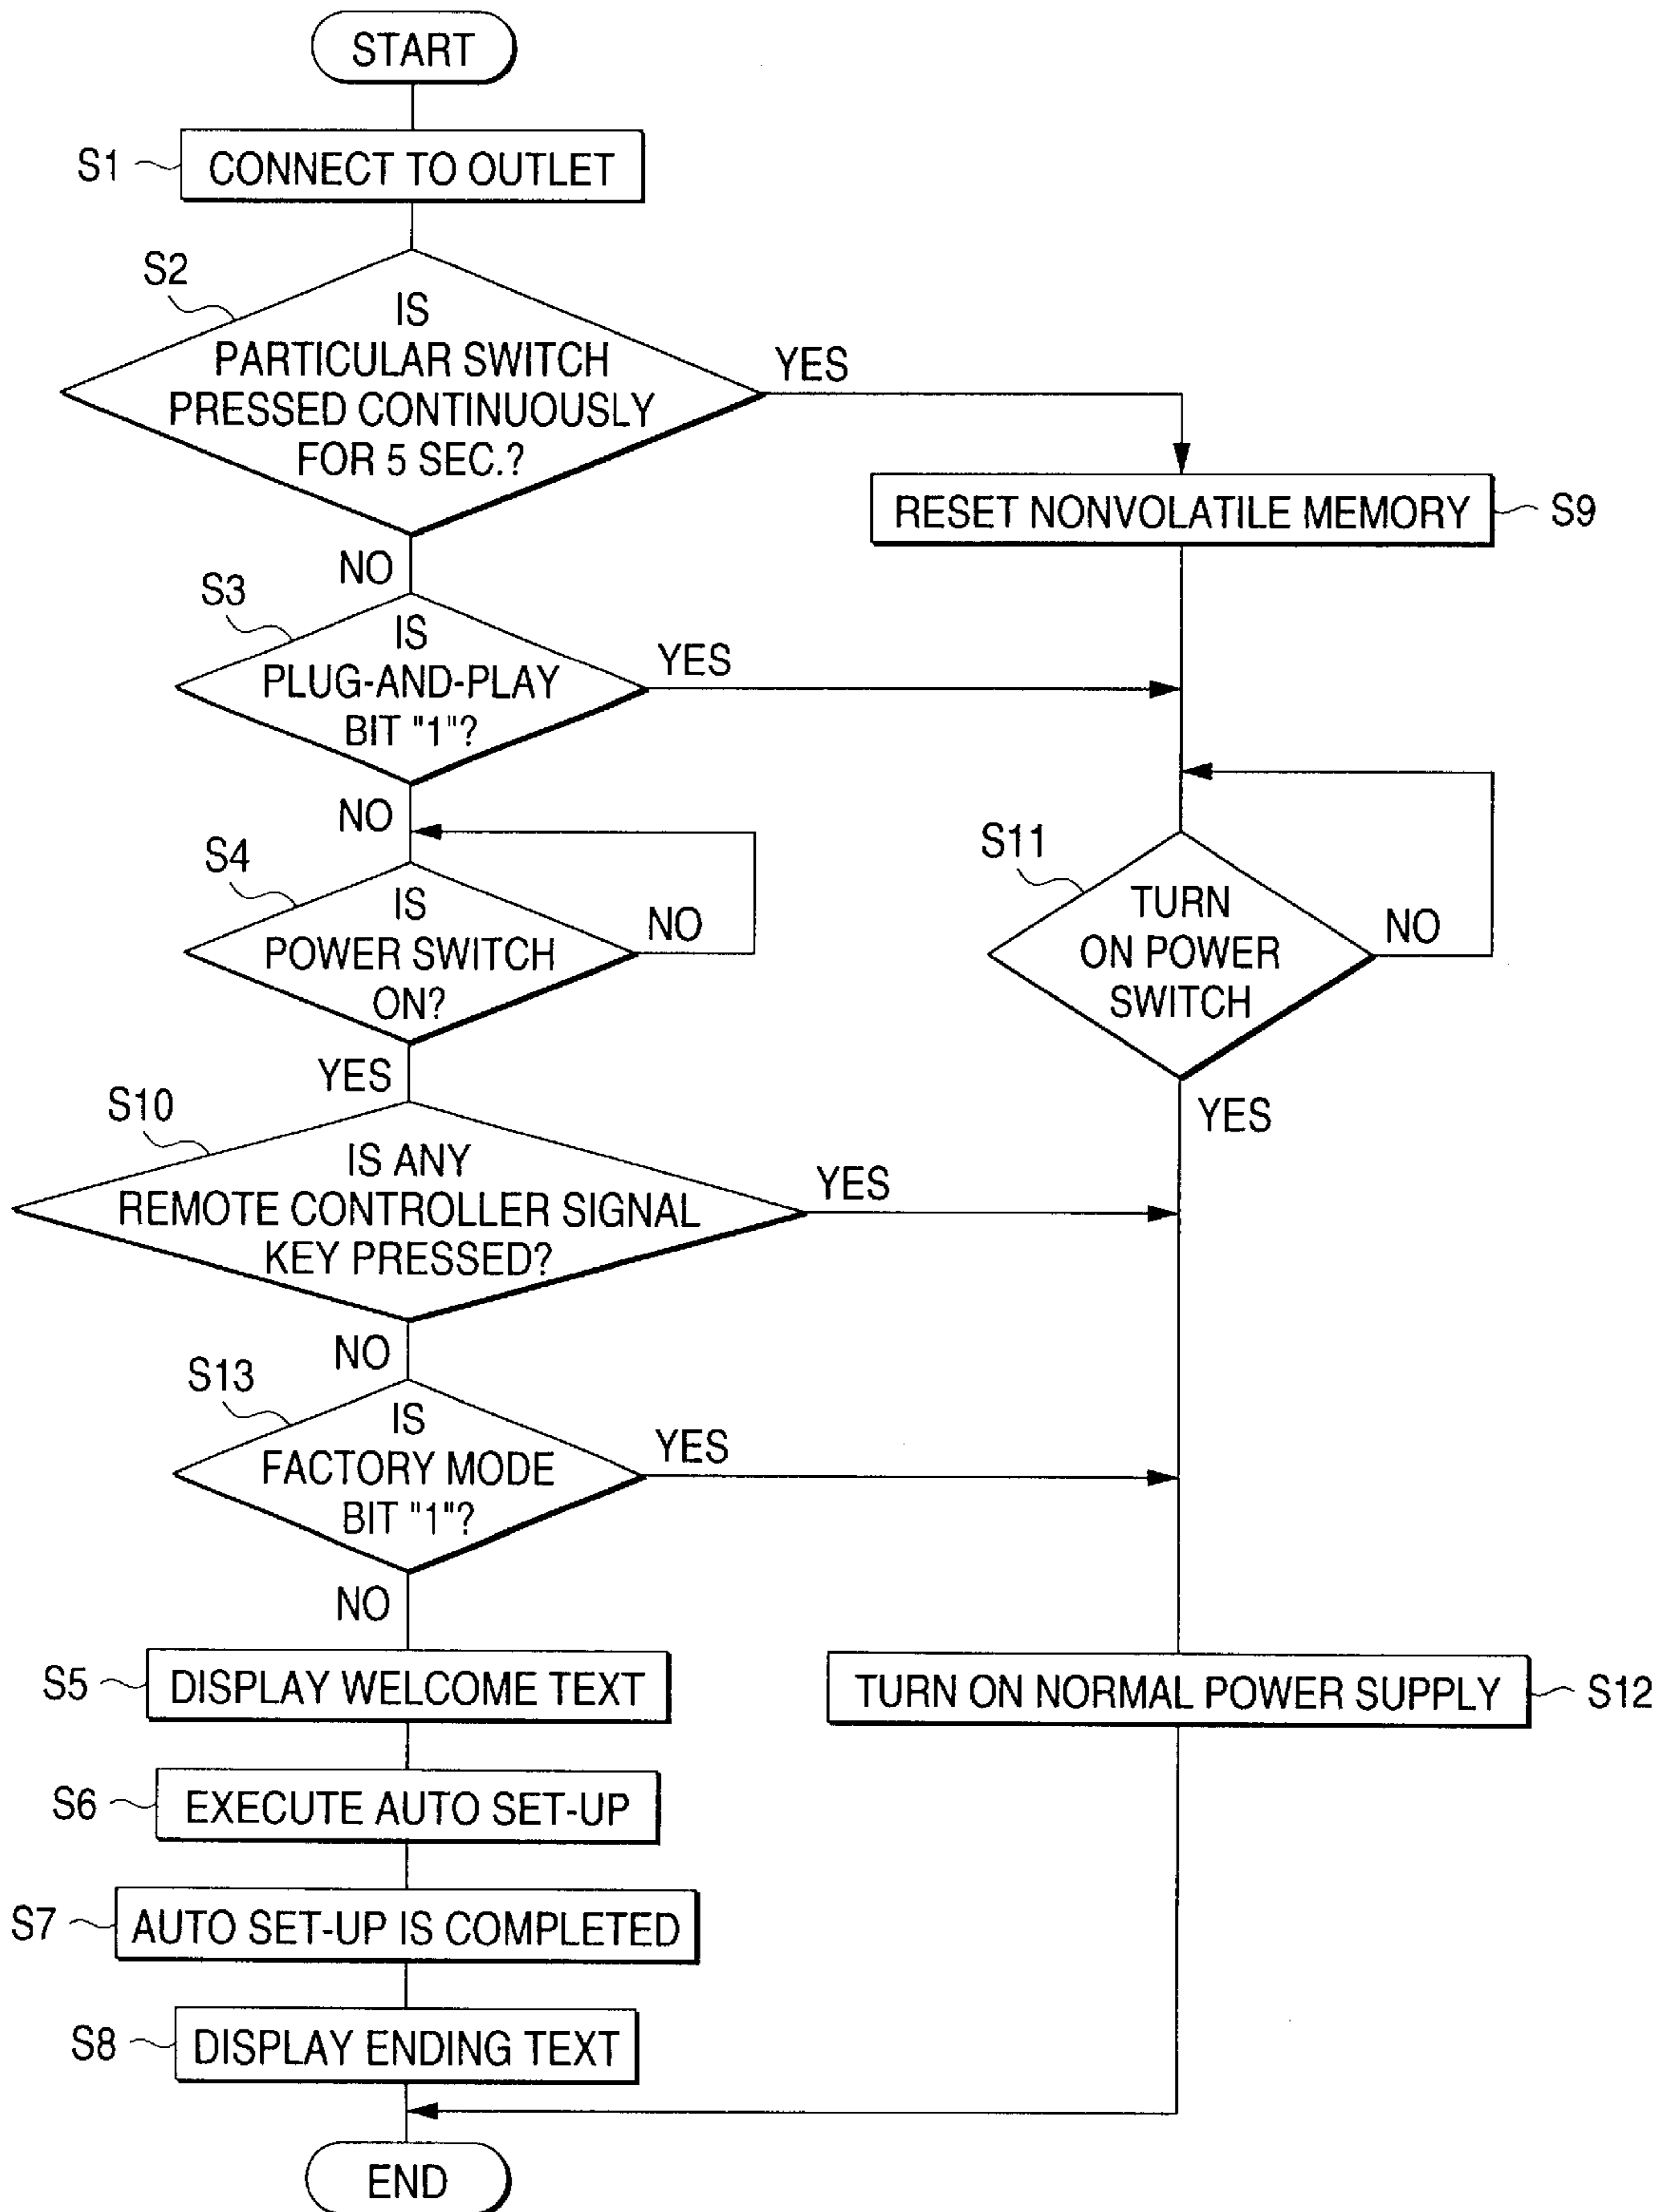 START
S1
CONNECT TO OUTLET
S2
IS
PARTICULAR SWITCH
PRESSED CONTINUOUSLY
FOR 5 SEC.?
YES
NO
RESET NONVOLATILE MEMORY
S9
S3
IS
PLUG-AND-PLAY
BIT "1"?
YES
NO
S4
IS
POWER SWITCH
ON?
NO
YES
S11
TURN
ON POWER
SWITCH
NO
YES
S10
IS ANY
REMOTE CONTROLLER SIGNAL
KEY PRESSED?
YES
NO
S13
IS
FACTORY MODE
BIT "1"?
YES
NO
S5
DISPLAY WELCOME TEXT
TURN ON NORMAL POWER SUPPLY
S12
S6
EXECUTE AUTO SET-UP
S7
AUTO SET-UP IS COMPLETED
S8
DISPLAY ENDING TEXT
END